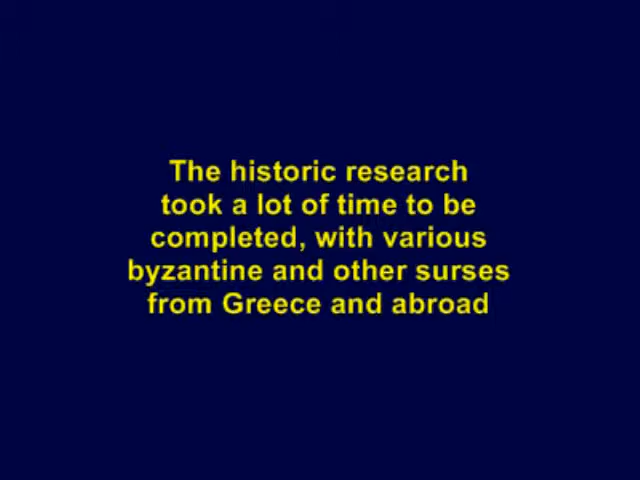 The historic research
took a lot of time to be
completed, with various
byzantine and other surses
from Greece and abroad